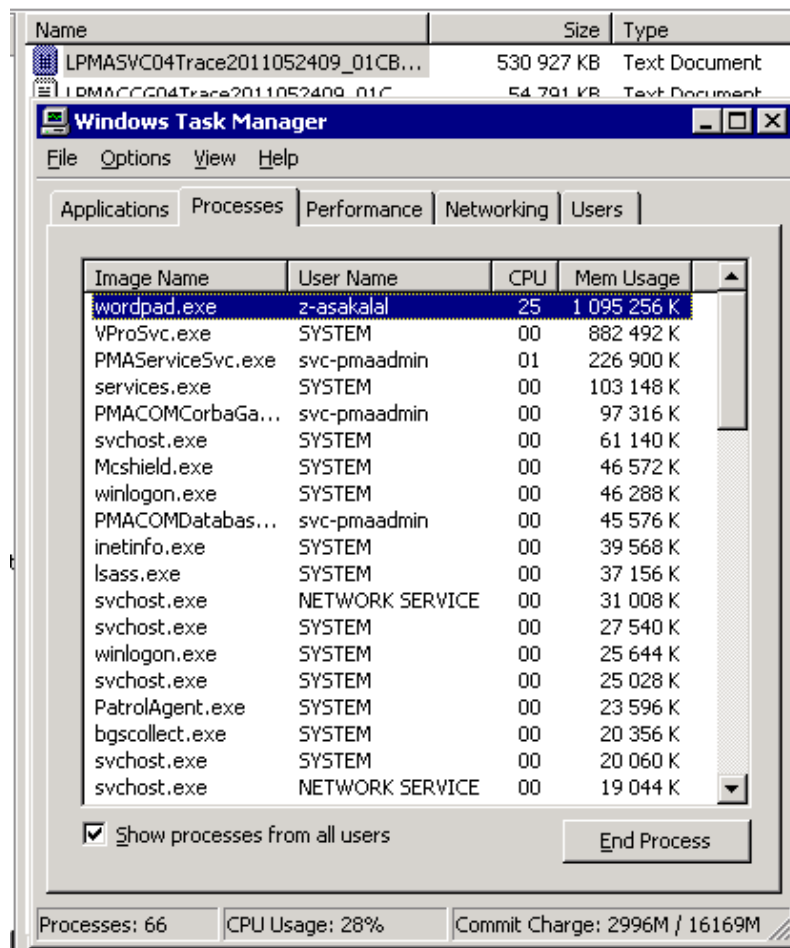 Name Size Type
LPMASVC04Trace2011052409_01CB... 530 927 KB Text Document
LPMACCG04Trace2011052409_01C 54 791 KB Text Document
Windows Task Manager
File Options View Help
Applications Processes Performance Networking Users
Image Name User Name CPU Mem Usage
wordpad.exe z-asakalal 25 1 095 256 K
VProSvc.exe SYSTEM 00 882 492 K
PMAServiceSvc.exe svc-pmaadmin 01 226 900 K
services.exe SYSTEM 00 103 148 K
PMACOMCorbaGa... svc-pmaadmin 00 97 316 K
svchost.exe SYSTEM 00 61 140 K
Mcshield.exe SYSTEM 00 46 572 K
winlogon.exe SYSTEM 00 46 288 K
PMACOMDatabas... svc-pmaadmin 00 45 576 K
inetinfo.exe SYSTEM 00 39 568 K
lsass.exe SYSTEM 00 37 156 K
svchost.exe NETWORK SERVICE 00 31 008 K
svchost.exe SYSTEM 00 27 540 K
winlogon.exe SYSTEM 00 25 644 K
svchost.exe SYSTEM 00 25 028 K
PatrolAgent.exe SYSTEM 00 23 596 K
bgscollect.exe SYSTEM 00 20 356 K
svchost.exe SYSTEM 00 20 060 K
svchost.exe NETWORK SERVICE 00 19 044 K
Show processes from all users
End Process
Processes: 66 CPU Usage: 28% Commit Charge: 2996M / 16169M